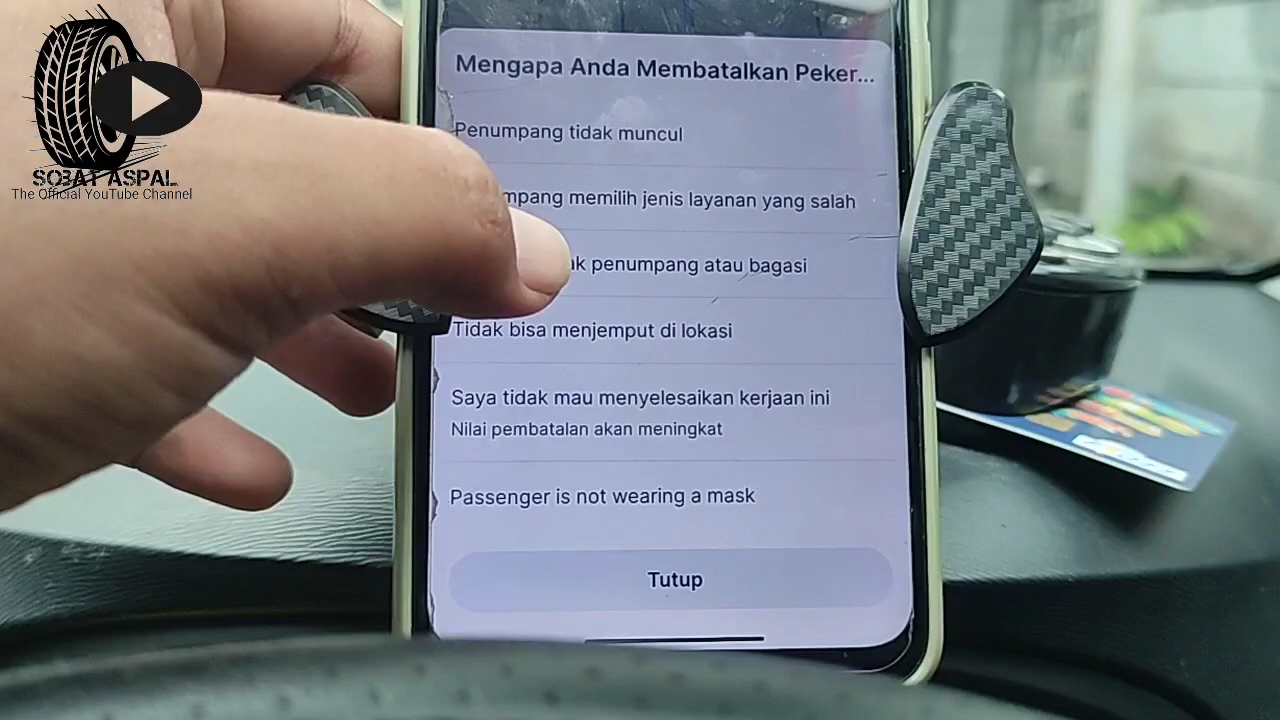 SOBAT ASPAL
The Official YouTube Channel
Mengapa Anda Membatalkan Peker...
Penumpang tidak muncul
memilih jenis layanan yang salah
penumpang atau bagasi
Tidak bisa menjemput di lokasi
Saya tidak mau menyelesaikan kerjaan ini
Nilai pembatalan akan meningkat
Passenger is not wearing a mask
Tutup